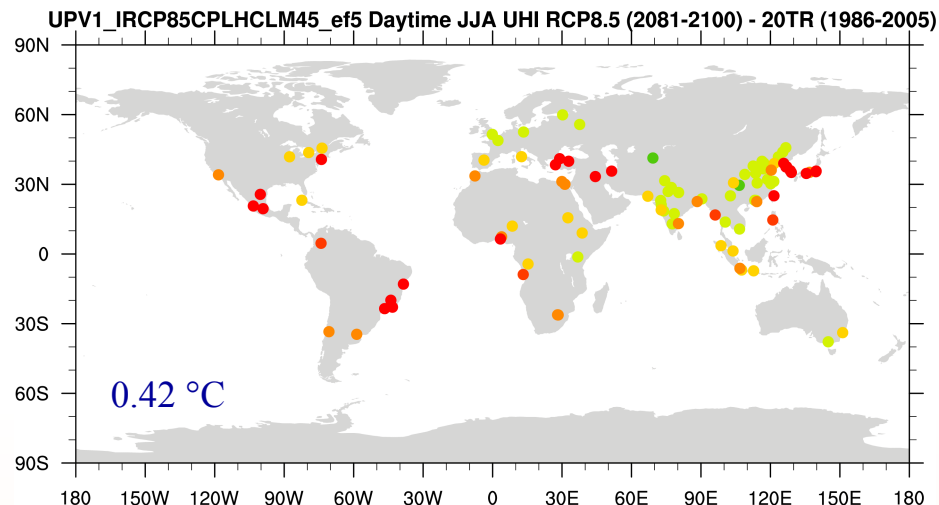 UPV1_IRCP85CPLHCLM45_ef5 Daytime JJA UHI RCP8.5 (2081-2100) - 20TR (1986-2005)
90N
60N
30N
0
30S
60S
90S
0.42 °C
180 150W 120W 90W 60W 30W 0 30E 60E 90E 120E 150E 180